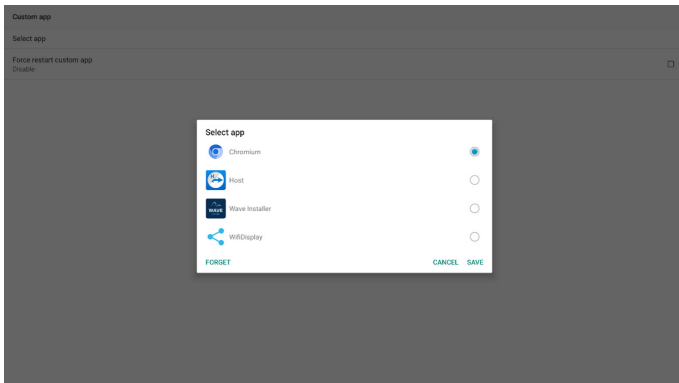 Custom app
Select app
Force restart custom app
Disable
Select app
Chromium
Host
WAVE
Wave Installer
WifiDisplay
FORGET
CANCEL SAVE